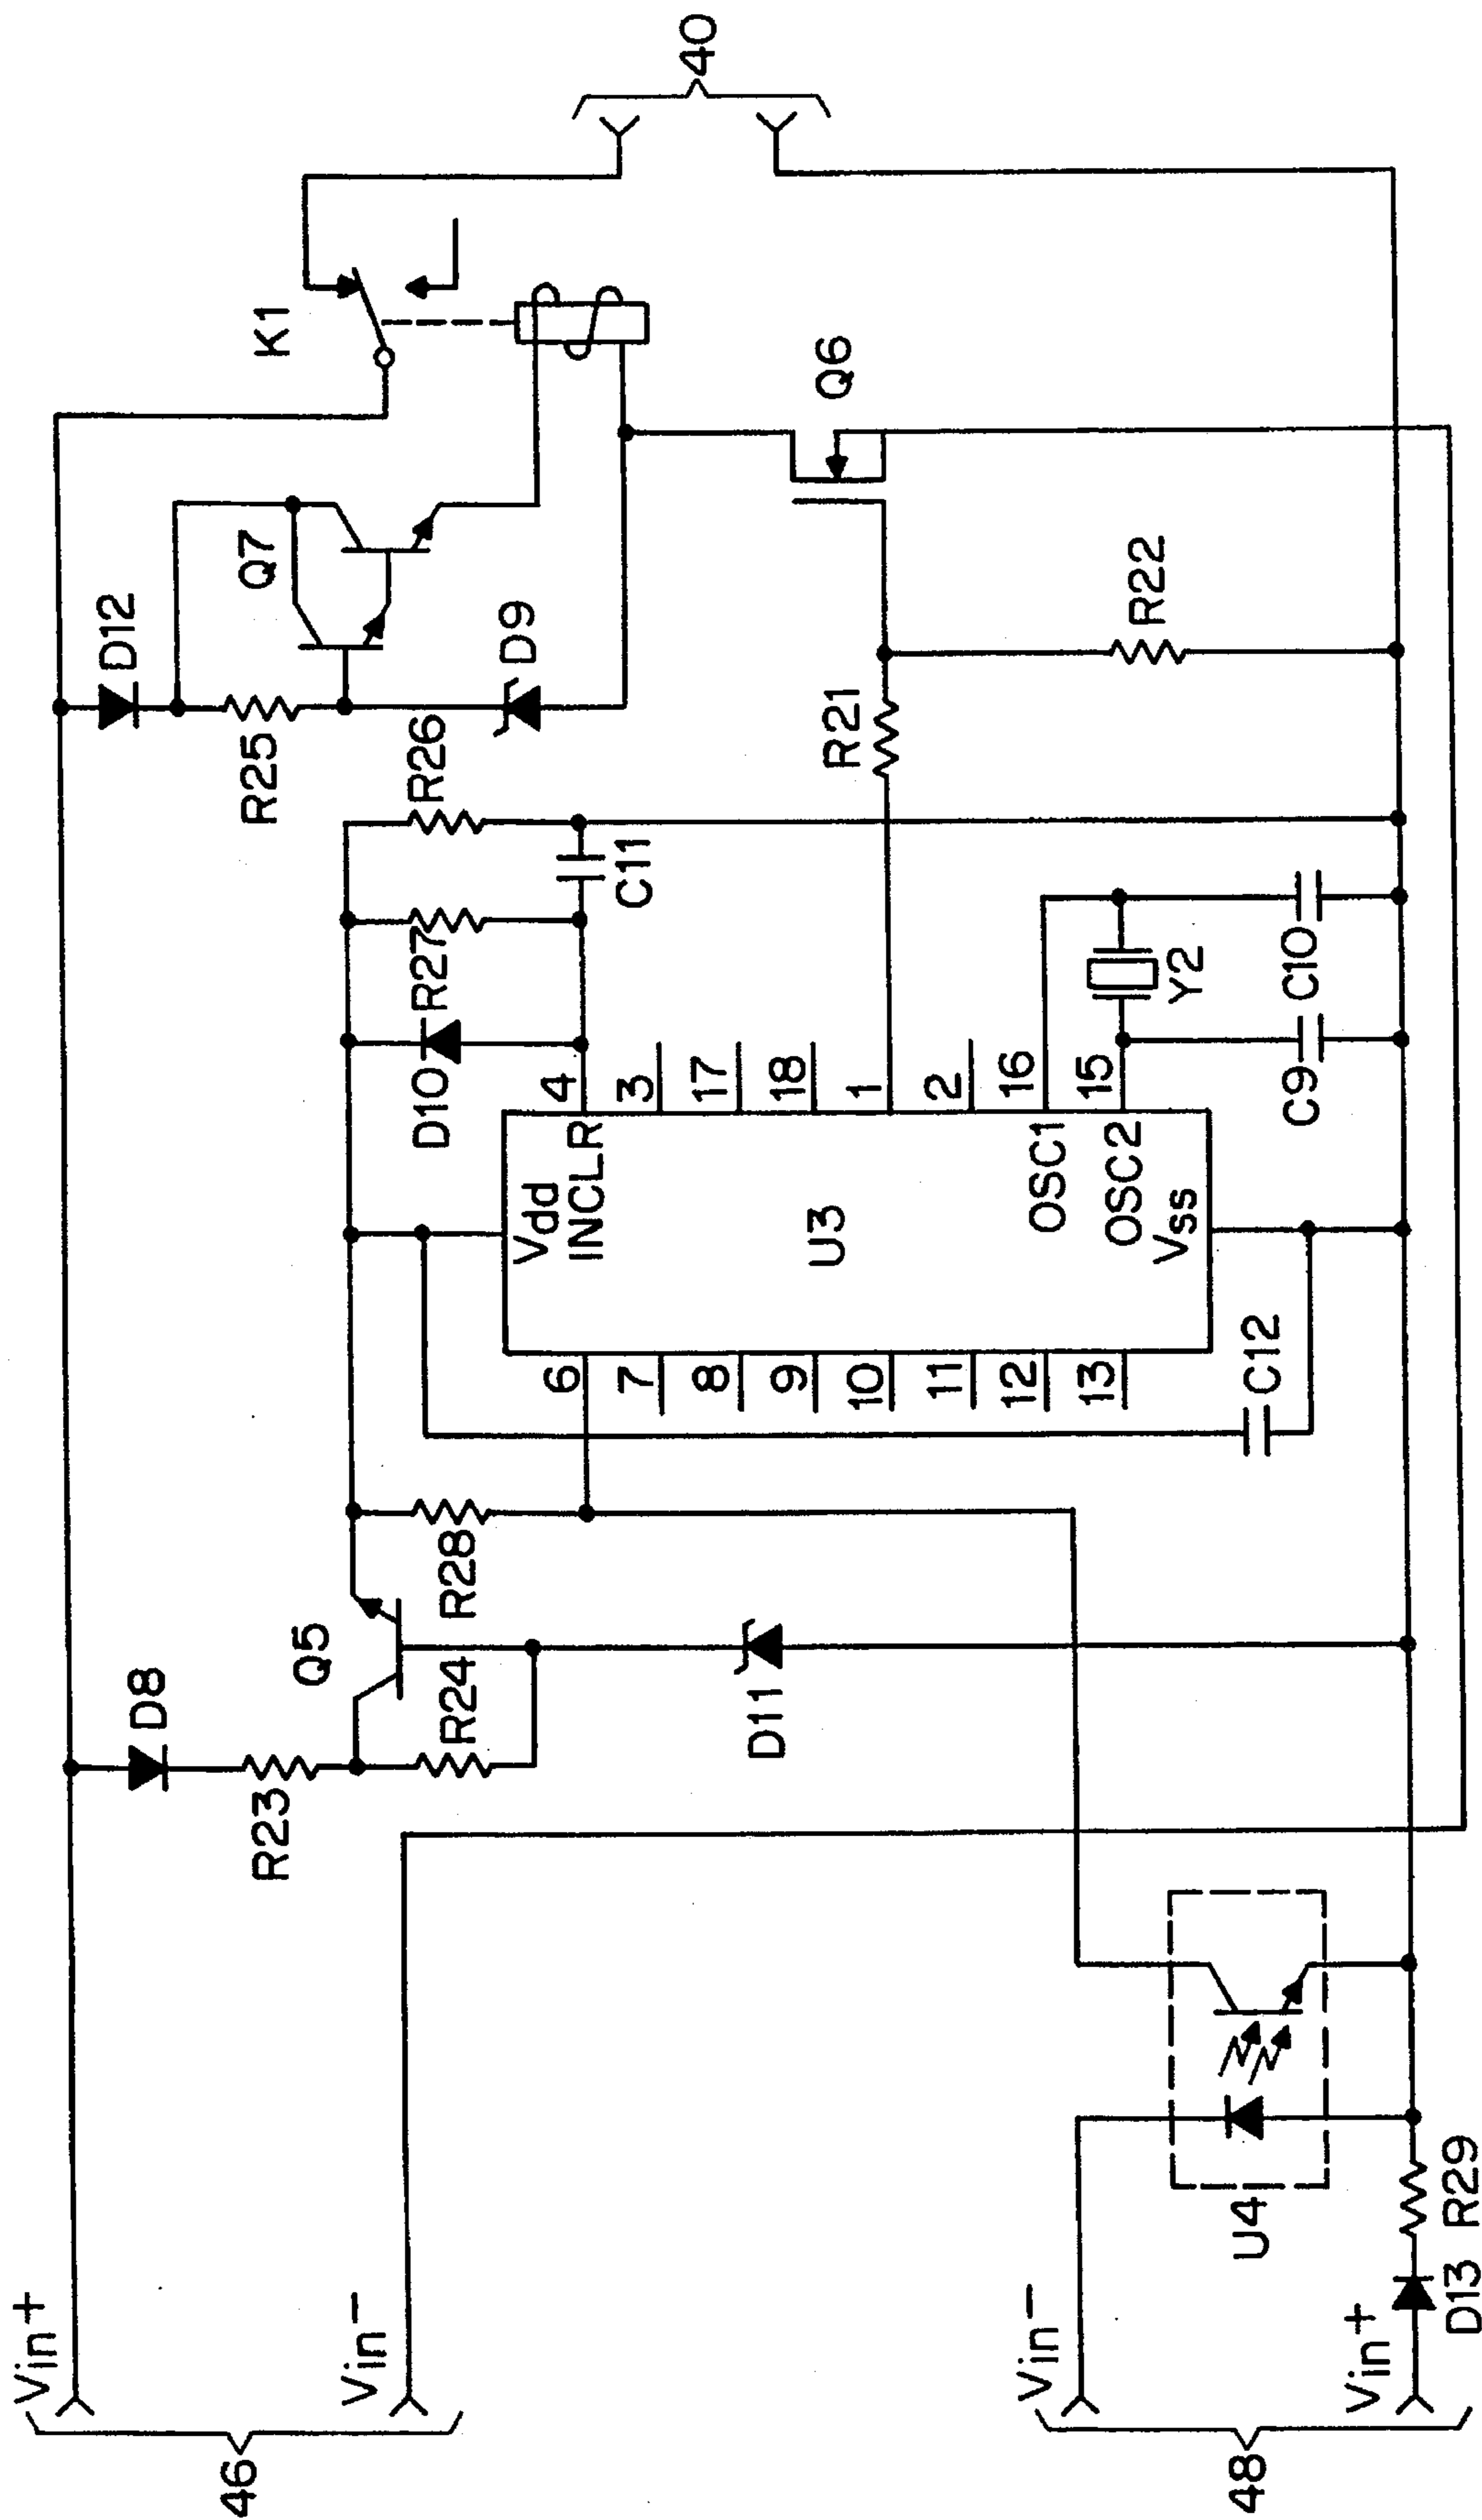 46
Vin+
Vin−
D8
R23
Q5
R24
D11
R28
6
7
8
9
10
11
12
13
C12
Vdd
INCLR
U3
OSC1
OSC2
Vss
4
3
17
18
1
2
16
15
D10
R27
R26
C11
C9
Y2
C10
D12
R25
Q7
D9
R21
R22
K1
Q6
40
48
Vin−
Vin+
U4
D13
R29